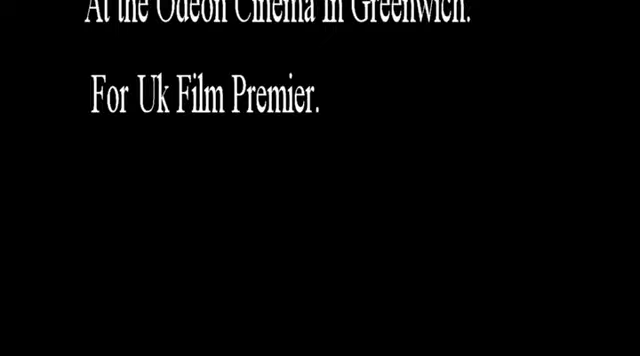 At the Odeon Cinema In Greenwich.
For Uk Film Premier.